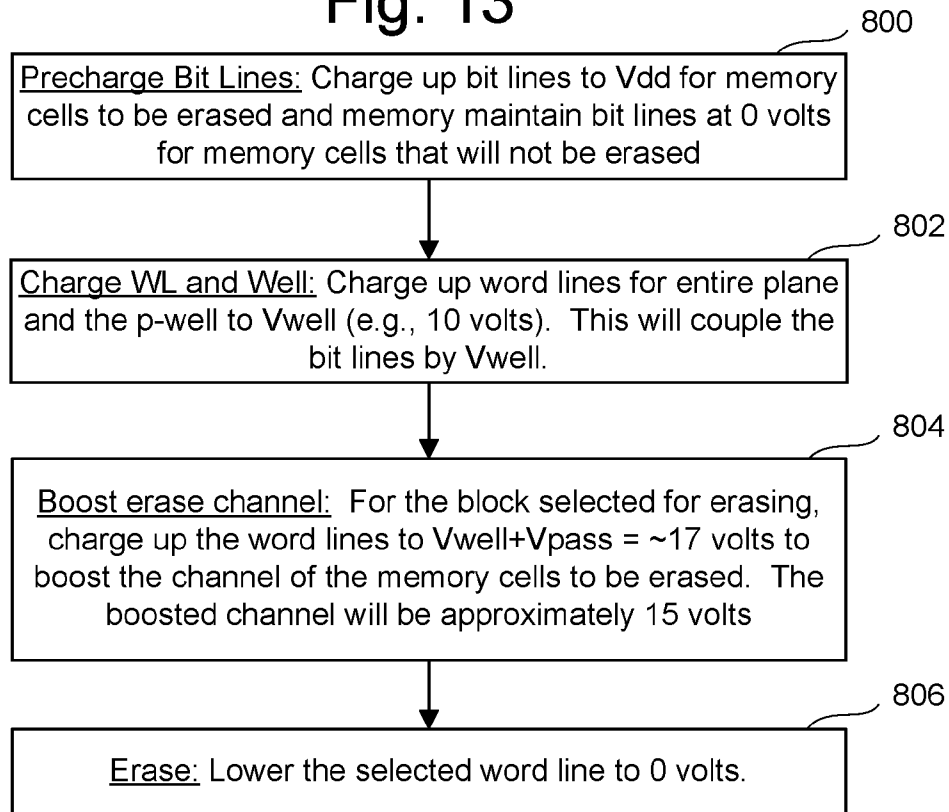 Fig. 13
800
Precharge Bit Lines: Charge up bit lines to Vdd for memory
cells to be erased and memory maintain bit lines at 0 volts
for memory cells that will not be erased
802
Charge WL and Well: Charge up word lines for entire plane
and the p-well to Vwell (e.g., 10 volts). This will couple the
bit lines by Vwell.
804
Boost erase channel: For the block selected for erasing,
charge up the word lines to Vwell+Vpass = ~17 volts to
boost the channel of the memory cells to be erased. The
boosted channel will be approximately 15 volts
806
Erase: Lower the selected word line to 0 volts.